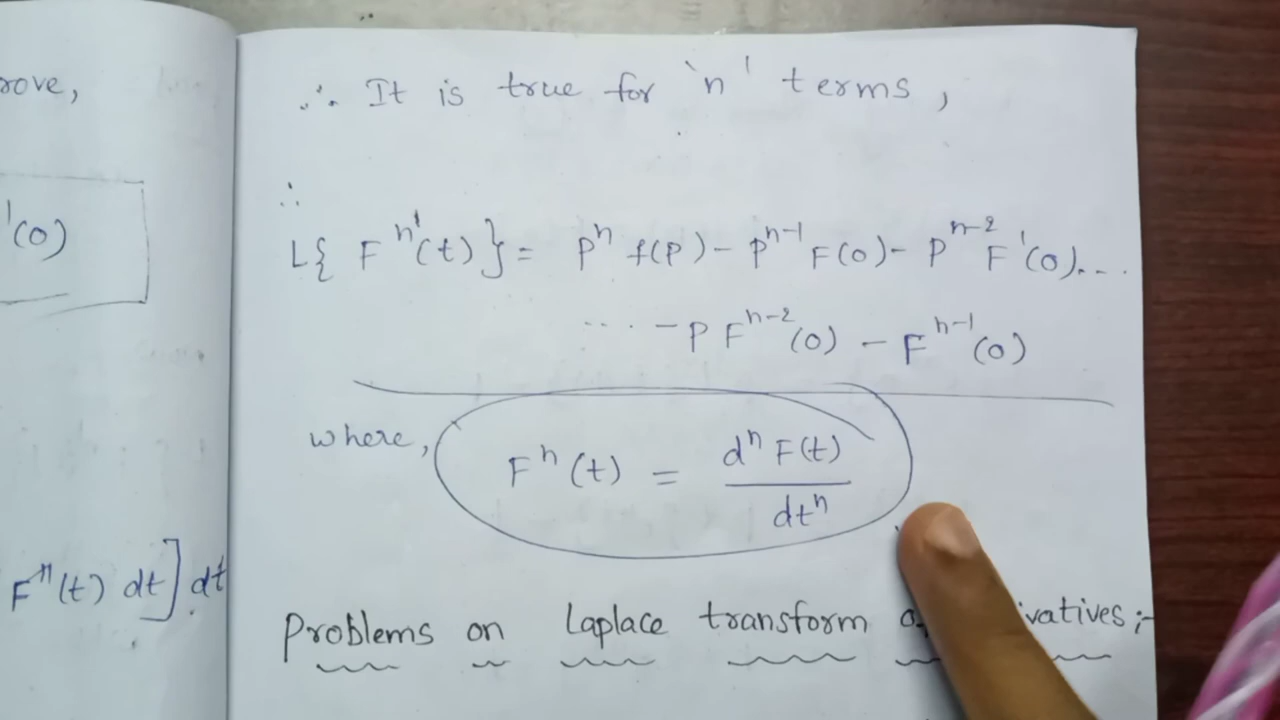 rove,
'(0)
F''(t) dt] dt
∴ It is true for 'n' terms,
∴
L{ F^n'(t) } = P^n f(P) - P^{n-1} F(0) - P^{n-2} F'(0)....
.... - P F^{n-2}(0) - F^{n-1}(0)
where, F^n(t) = d^n F(t) / dt^n
Problems on Laplace transform vatives:-